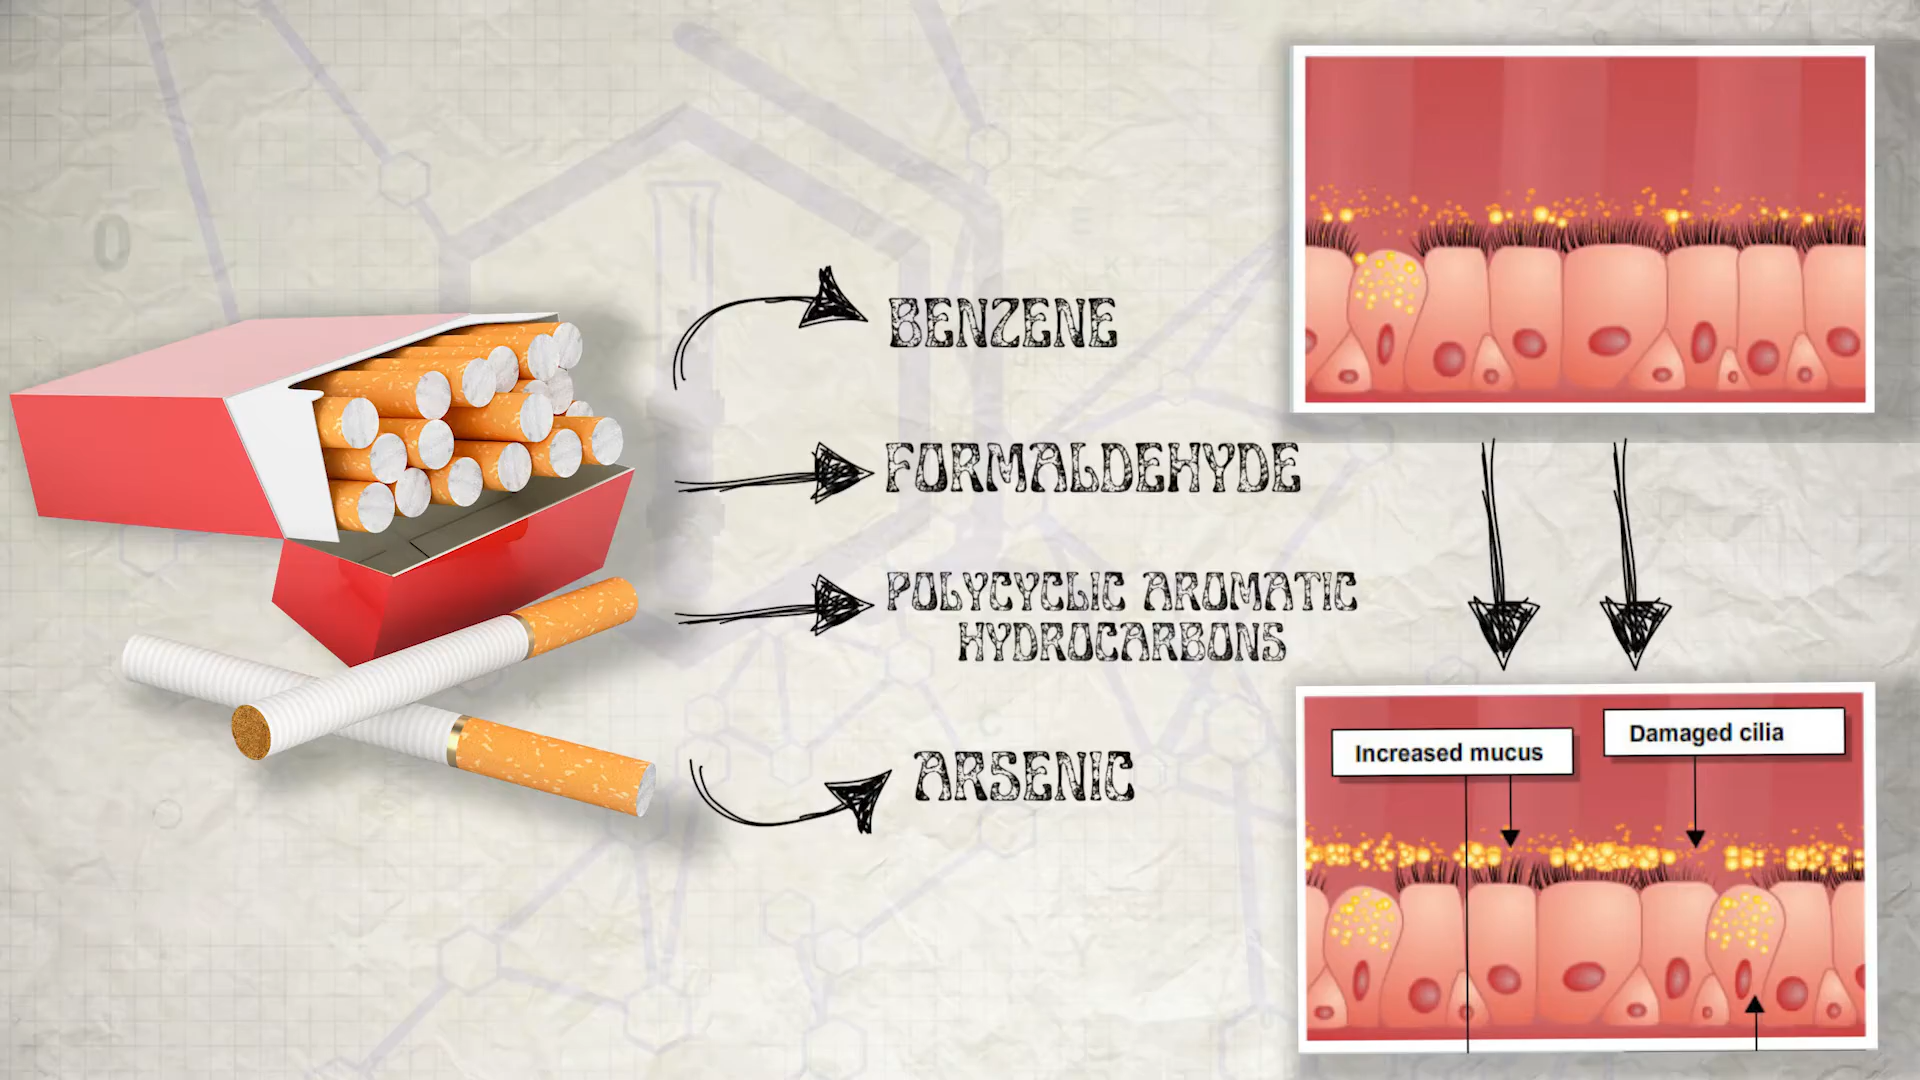 BENZENE
FORMALDEHYDE
POLYCYCLIC AROMATIC
HYDROCARBONS
ARSENIC
Increased mucus
Damaged cilia